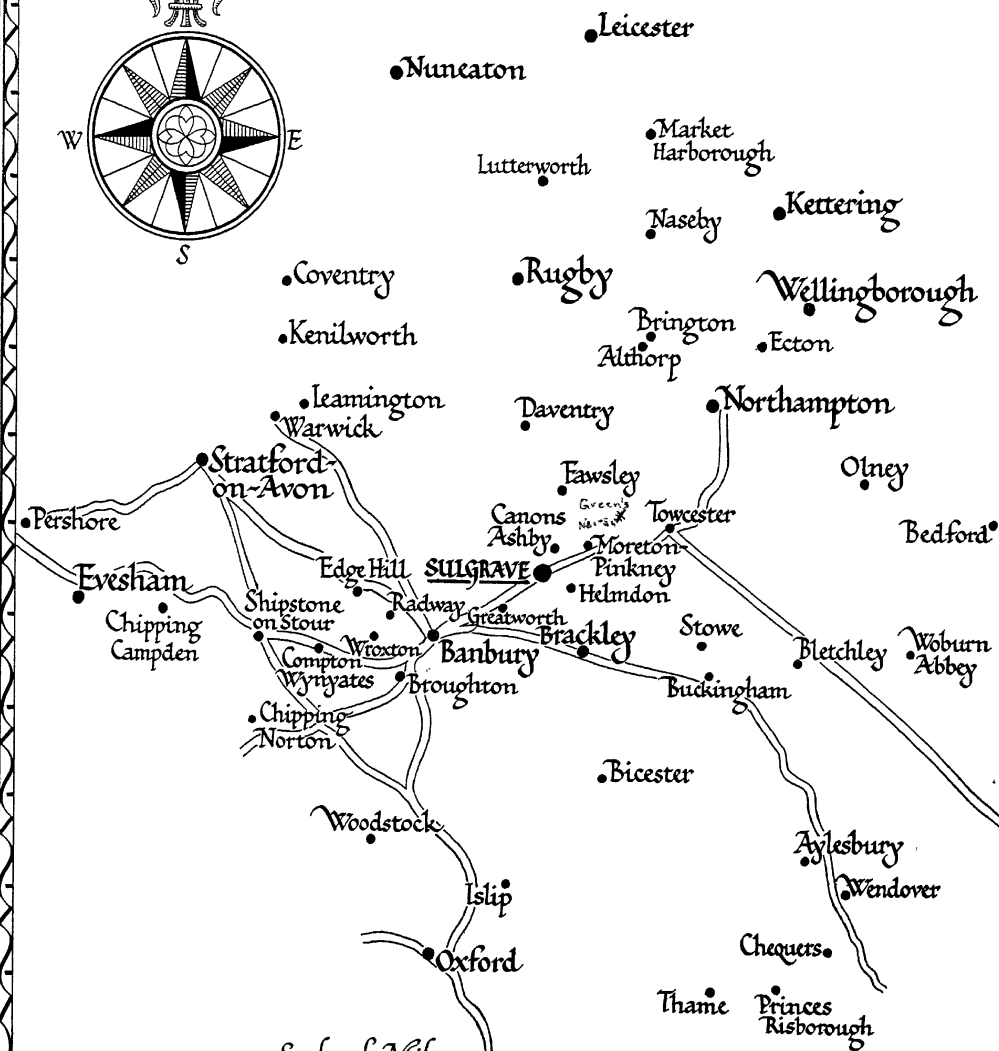 Leicester
Nuneaton
W
E
S
Market
Harborough
Lutterworth
Kettering
Naseby
Coventry
Rugby
Wellingborough
Kenilworth
Brington
Althorp
Ecton
Leamington
Warwick
Daventry
Northampton
Stratford-
on-Avon
Fawsley
Olney
Green's
Pershore
Canons
Ashby
Towcester
Bedford
Moreton-
Pinkney
Edge Hill
SULGRAVE
Evesham
Helmdon
Chipping
Campden
Shipstone
on Stour
Radway
Greatworth
Wroxton
Banbury
Brackley
Stowe
Bletchley
Woburn
Abbey
Compton
Wynyates
Broughton
Buckingham
Chipping
Norton
Bicester
Woodstock
Aylesbury
Islip
Wendover
Oxford
Chequers
Thame
Princes
Risborough